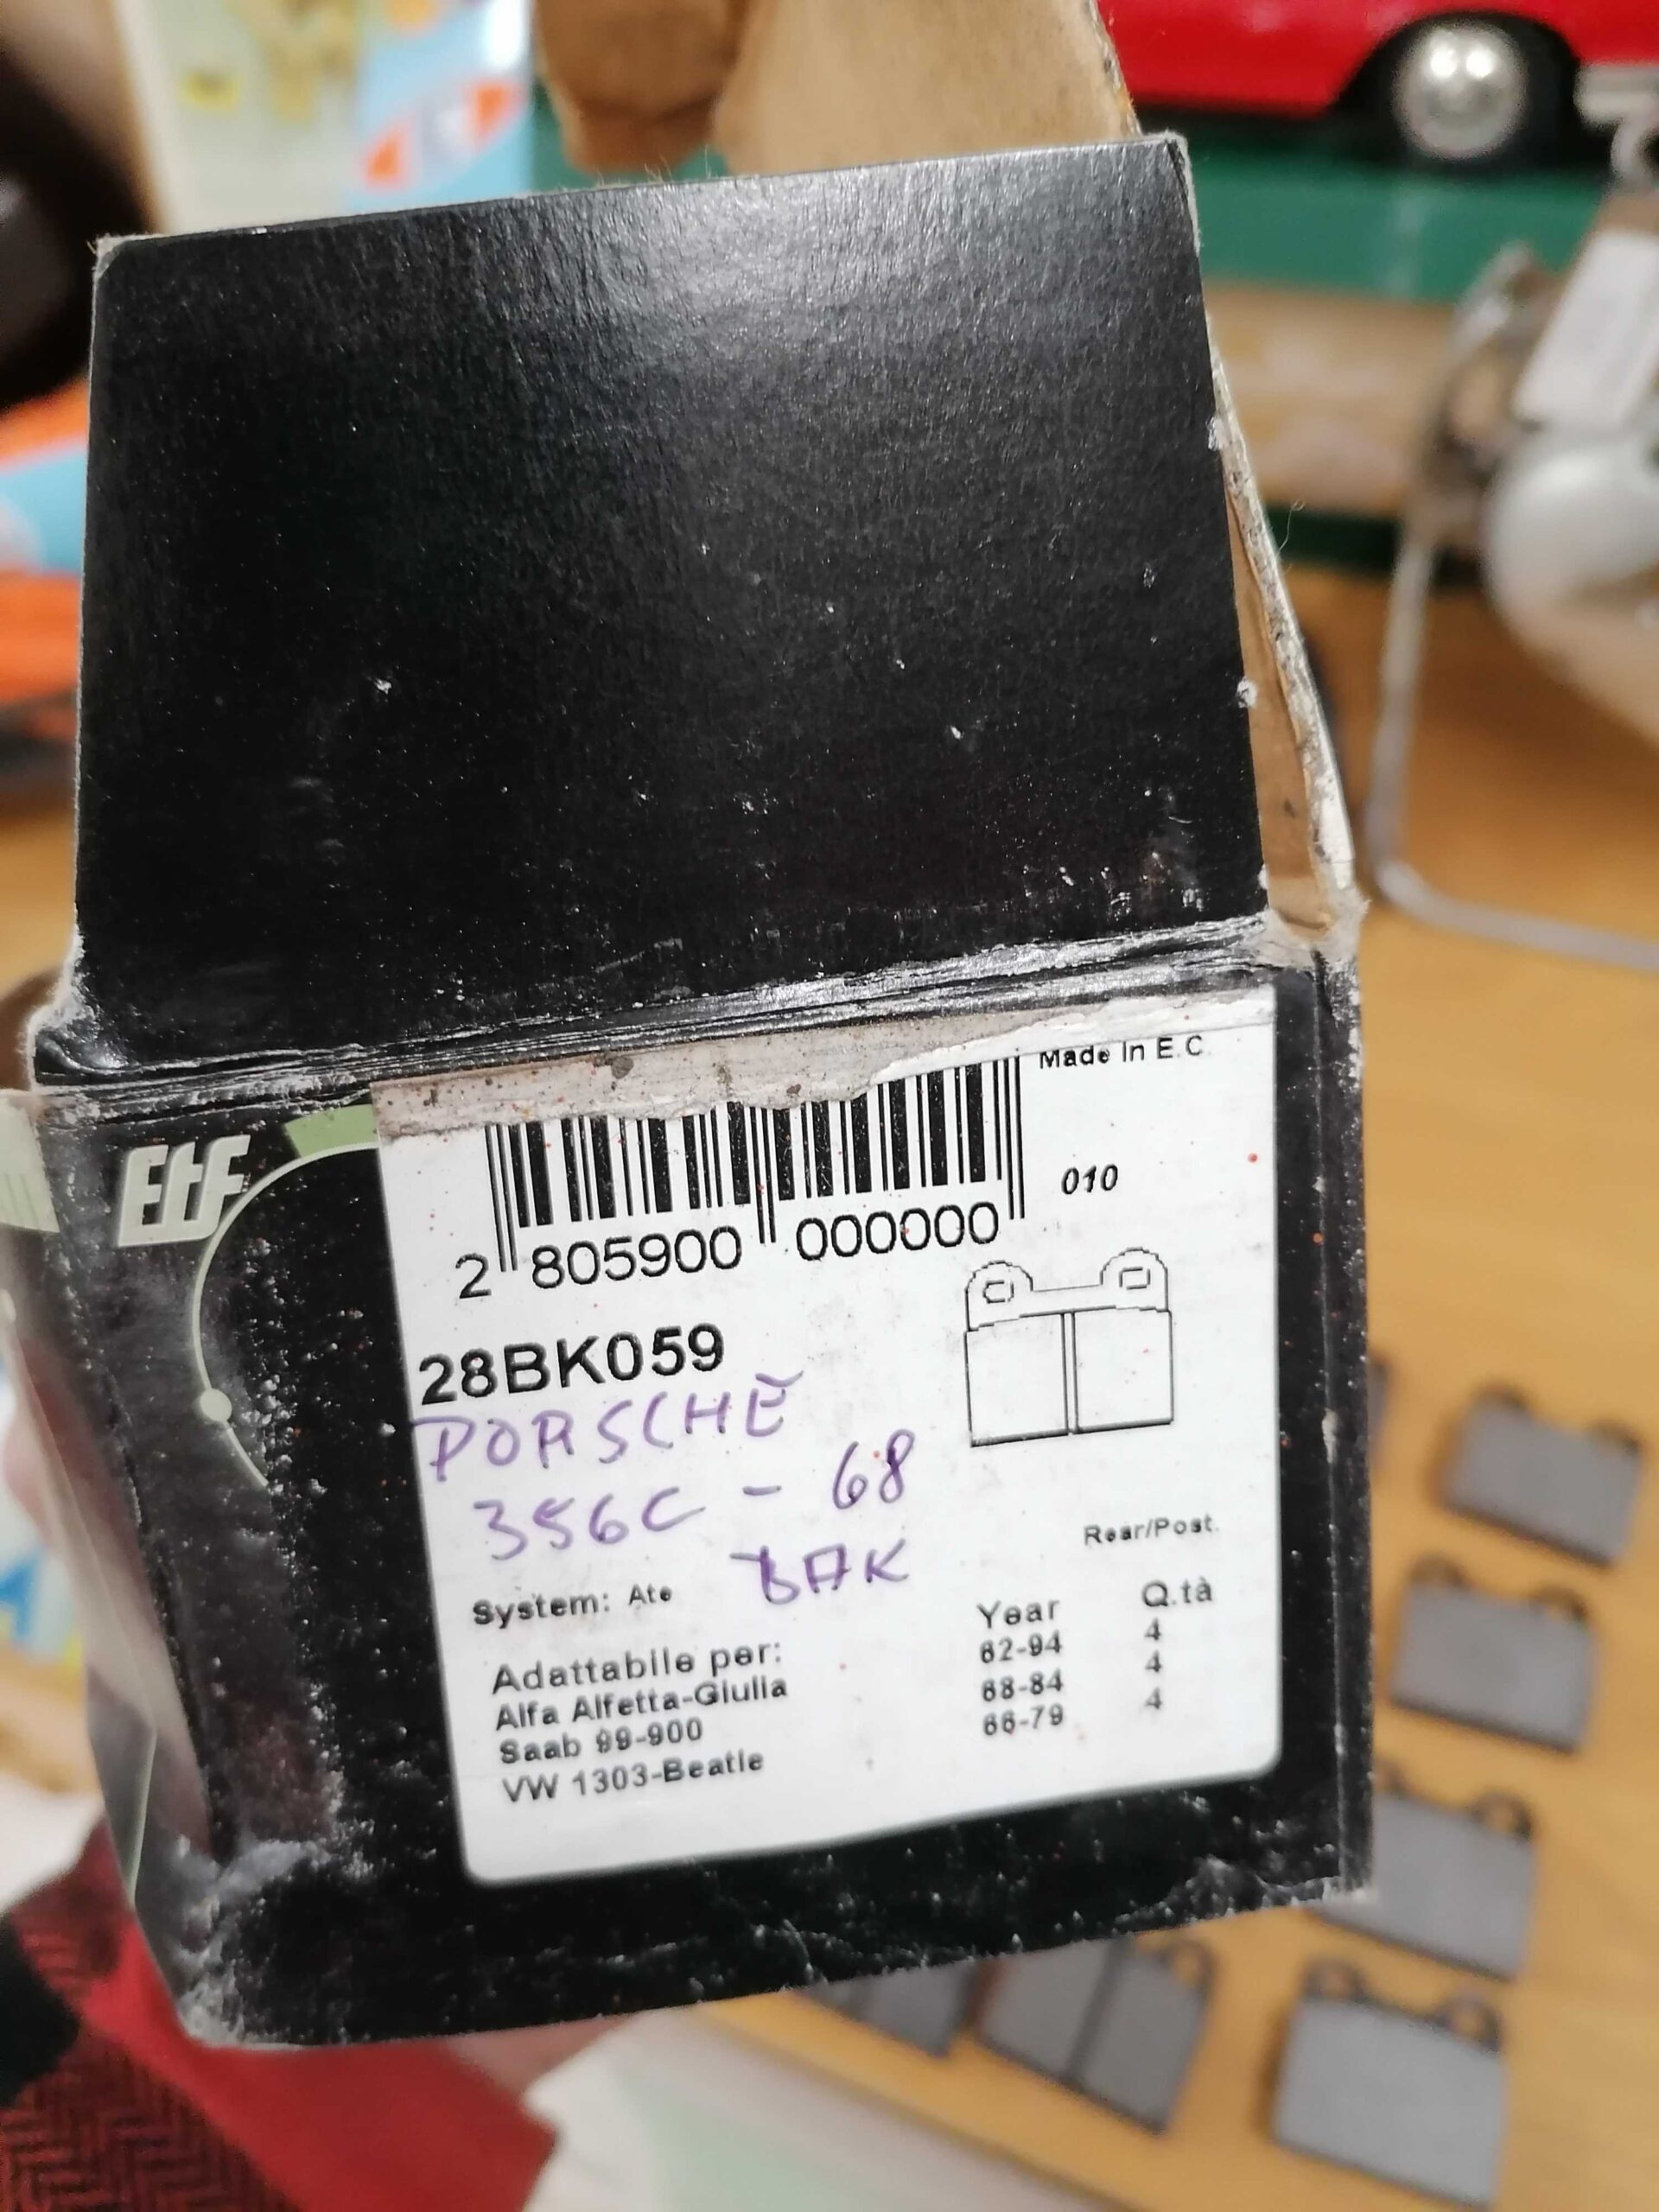 Made In E.C.
EtF
010
2 805900 000000
28BK059
PORSCHE
356C - 68
BAK
Rear/Post.
System: Ate
Year Q.tà
Adattabile per:
Alfa Alfetta-Giulia 62-94 4
Saab 99-900 68-84 4
VW 1303-Beatle 66-79 4